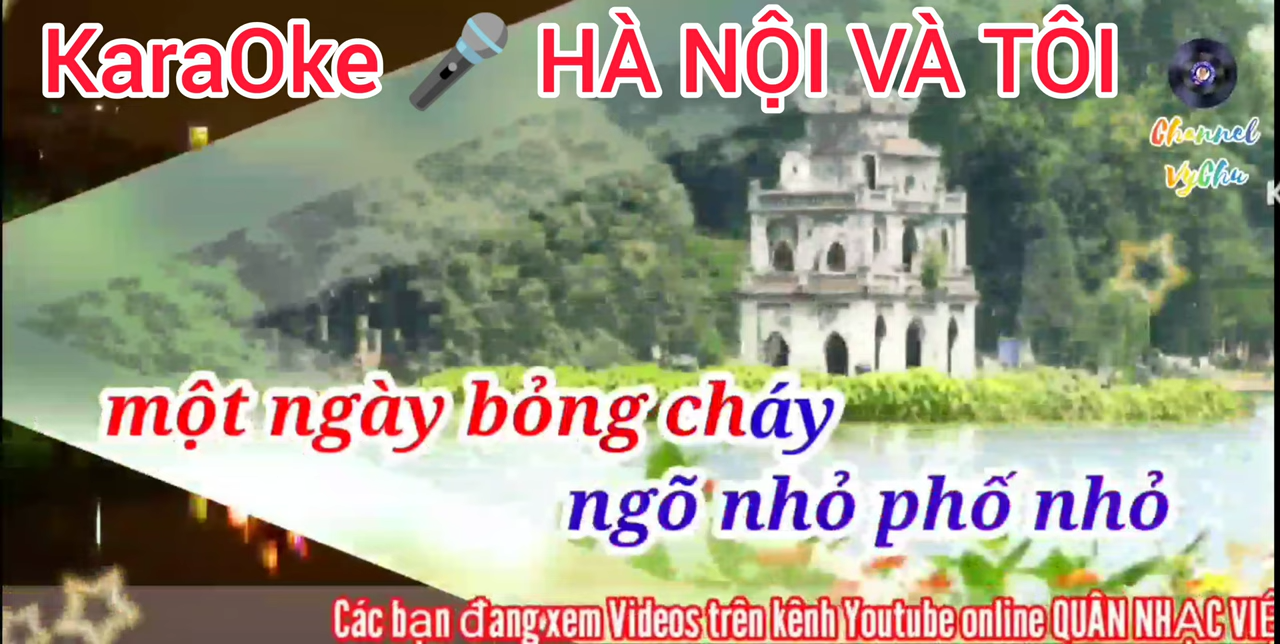 KaraOke 🎤 HÀ NỘI VÀ TÔI
Channel
VyChu
K
một ngày bỏng cháy
ngõ nhỏ phố nhỏ
Các bạn đang xem Videos trên kênh Youtube online QUÂN NHẠC VIÊ